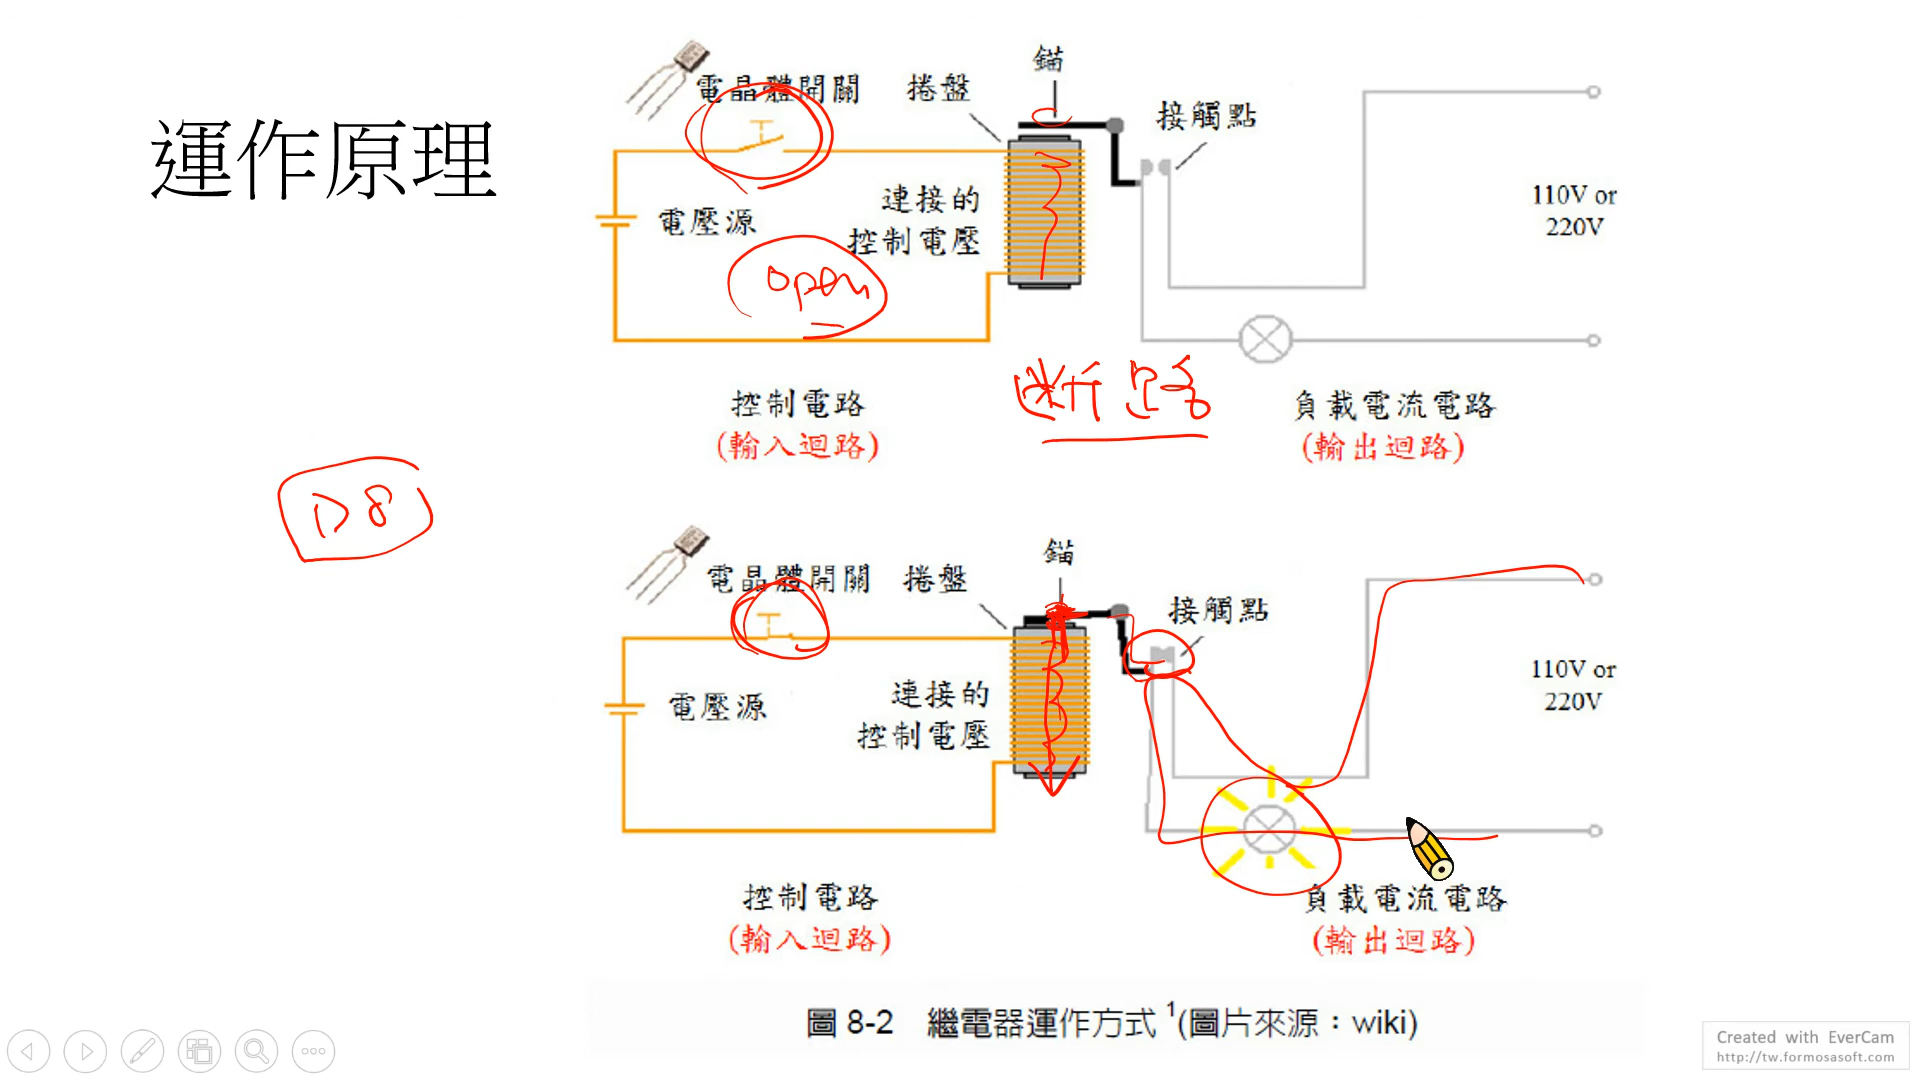 運作原理
錨
電晶體開關
捲盤
接觸點
110V or
220V
連接的
控制電壓
電壓源
open
控制電路
(輸入迴路)
斷路
負載電流電路
(輸出迴路)
D8
錨
電晶體開關
捲盤
接觸點
110V or
220V
連接的
控制電壓
電壓源
控制電路
(輸入迴路)
負載電流電路
(輸出迴路)
圖 8-2 繼電器運作方式 1(圖片來源：wiki)
Created with EverCam
http://tw.formosasoft.com